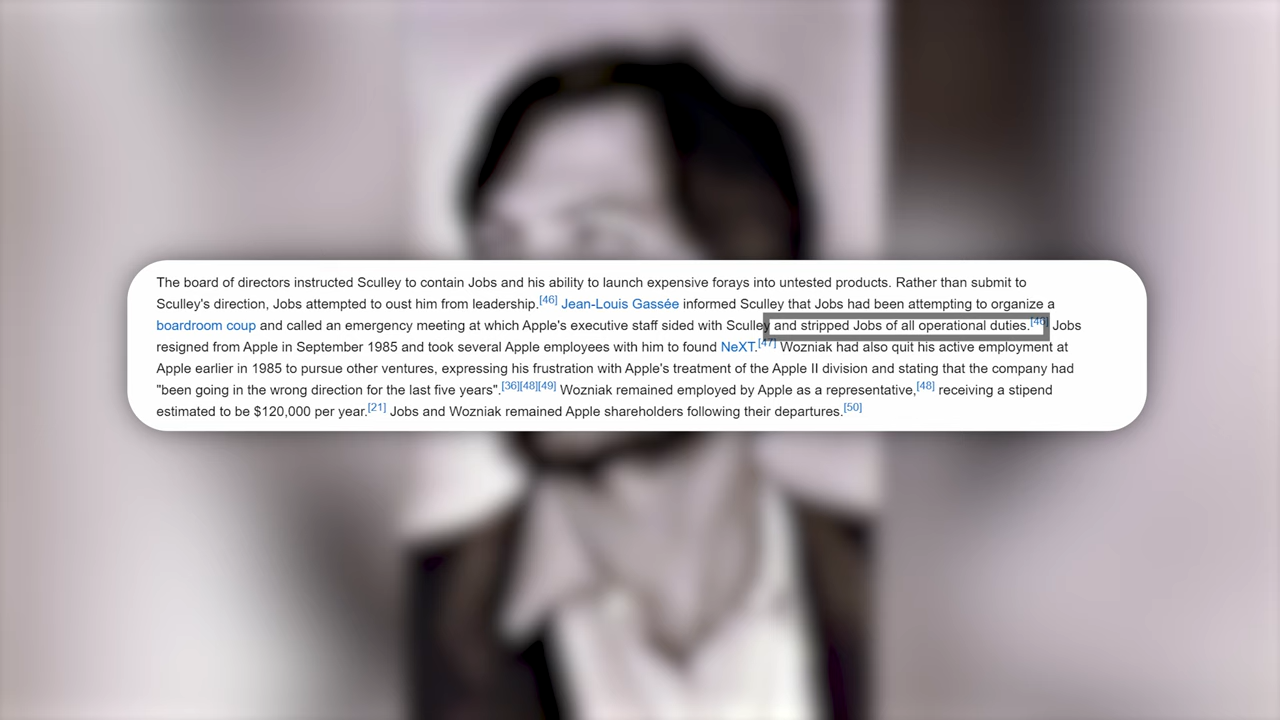 The board of directors instructed Sculley to contain Jobs and his ability to launch expensive forays into untested products. Rather than submit to
Sculley's direction, Jobs attempted to oust him from leadership.[46] Jean-Louis Gassée informed Sculley that Jobs had been attempting to organize a
boardroom coup and called an emergency meeting at which Apple's executive staff sided with Sculley and stripped Jobs of all operational duties.[46] Jobs
resigned from Apple in September 1985 and took several Apple employees with him to found NeXT.[47] Wozniak had also quit his active employment at
Apple earlier in 1985 to pursue other ventures, expressing his frustration with Apple's treatment of the Apple II division and stating that the company had
"been going in the wrong direction for the last five years".[36][48][49] Wozniak remained employed by Apple as a representative,[48] receiving a stipend
estimated to be $120,000 per year.[21] Jobs and Wozniak remained Apple shareholders following their departures.[50]